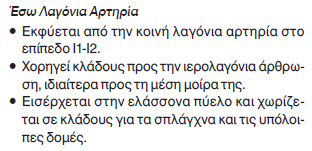 Έσω Λαγόνια Αρτηρία
● Εκφύεται από την κοινή λαγόνια αρτηρία στο
επίπεδο Ι1-Ι2.
● Χορηγεί κλάδους προς την ιερολαγόνια άρθρω-
ση, ιδιαίτερα προς τη μέση μοίρα της.
● Εισέρχεται στην ελάσσονα πύελο και χωρίζε-
ται σε κλάδους για τα σπλάγχνα και τις υπόλοι-
πες δομές.